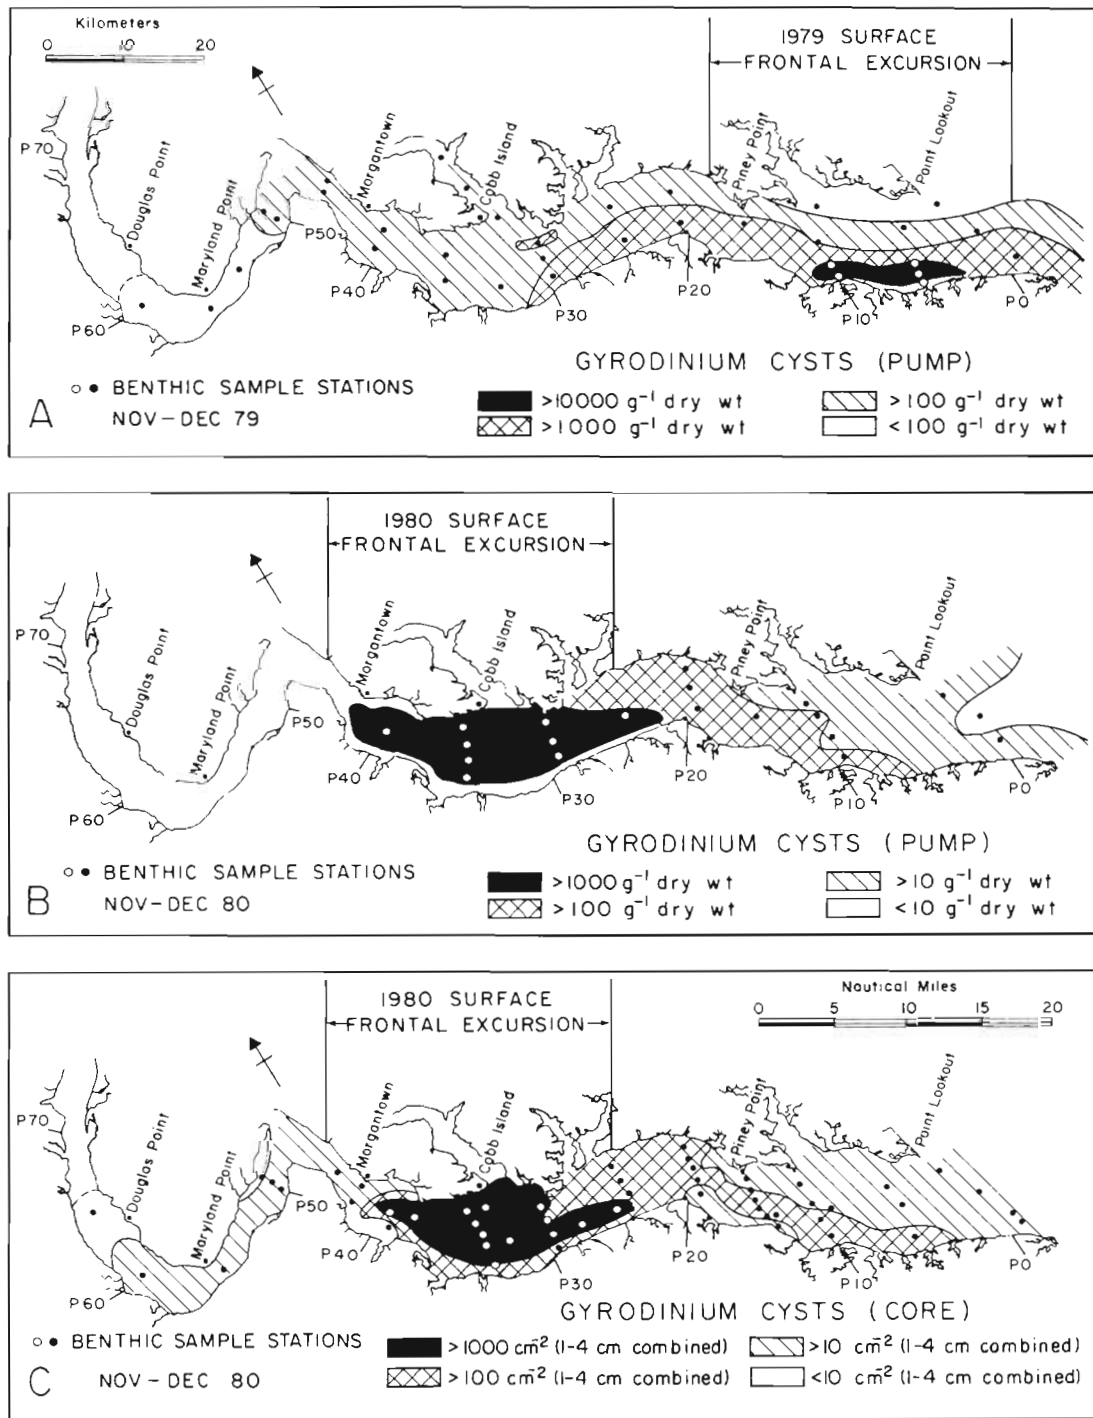 Kilometers
0 10 20
1979 SURFACE
FRONTAL EXCURSION
P70
Douglas Point
Maryland Point
Morgantown
Cobb Island
Piney Point
Point Lookout
P50
P40
P60
P30
P20
P10
P0
GYRODINIUM CYSTS (PUMP)
BENTHIC SAMPLE STATIONS
NOV-DEC 79
>10000 g⁻¹ dry wt
>1000 g⁻¹ dry wt
>100 g⁻¹ dry wt
<100 g⁻¹ dry wt
A
1980 SURFACE
FRONTAL EXCURSION
P70
Douglas Point
Maryland Point
Morgantown
Cobb Island
Piney Point
Point Lookout
P50
P40
P60
P30
P20
P10
P0
GYRODINIUM CYSTS (PUMP)
BENTHIC SAMPLE STATIONS
NOV-DEC 80
>1000 g⁻¹ dry wt
>100 g⁻¹ dry wt
>10 g⁻¹ dry wt
<10 g⁻¹ dry wt
B
1980 SURFACE
FRONTAL EXCURSION
Nautical Miles
0 5 10 15 20
P70
Douglas Point
Maryland Point
Morgantown
Cobb Island
Piney Point
Point Lookout
P50
P40
P60
P30
P20
P10
P0
GYRODINIUM CYSTS (CORE)
BENTHIC SAMPLE STATIONS
NOV-DEC 80
>1000 cm⁻² (1-4 cm combined)
>100 cm⁻² (1-4 cm combined)
>10 cm⁻² (1-4 cm combined)
<10 cm⁻² (1-4 cm combined)
C